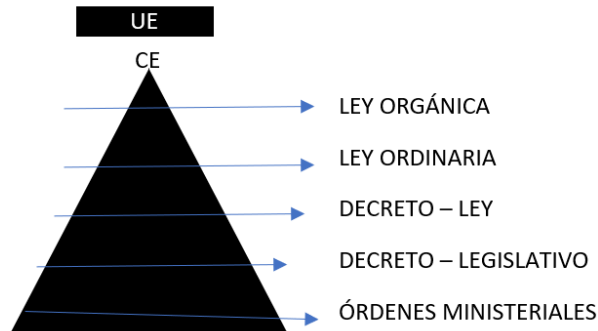 UE
CE
LEY ORGÁNICA
LEY ORDINARIA
DECRETO – LEY
DECRETO – LEGISLATIVO
ÓRDENES MINISTERIALES